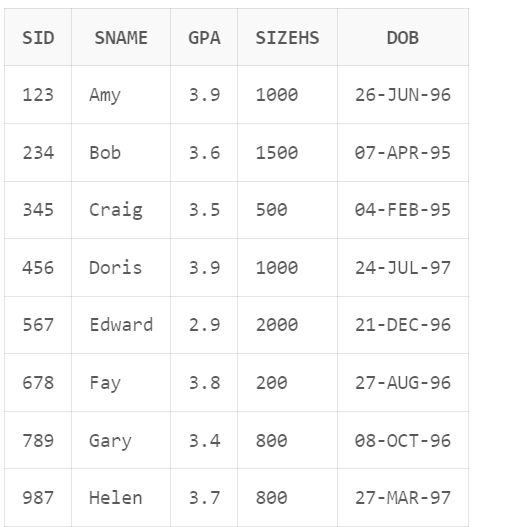 SID SNAME GPA SIZEHS DOB
123 Amy 3.9 1000 26-JUN-96
234 Bob 3.6 1500 07-APR-95
345 Craig 3.5 500 04-FEB-95
456 Doris 3.9 1000 24-JUL-97
567 Edward 2.9 2000 21-DEC-96
678 Fay 3.8 200 27-AUG-96
789 Gary 3.4 800 08-OCT-96
987 Helen 3.7 800 27-MAR-97